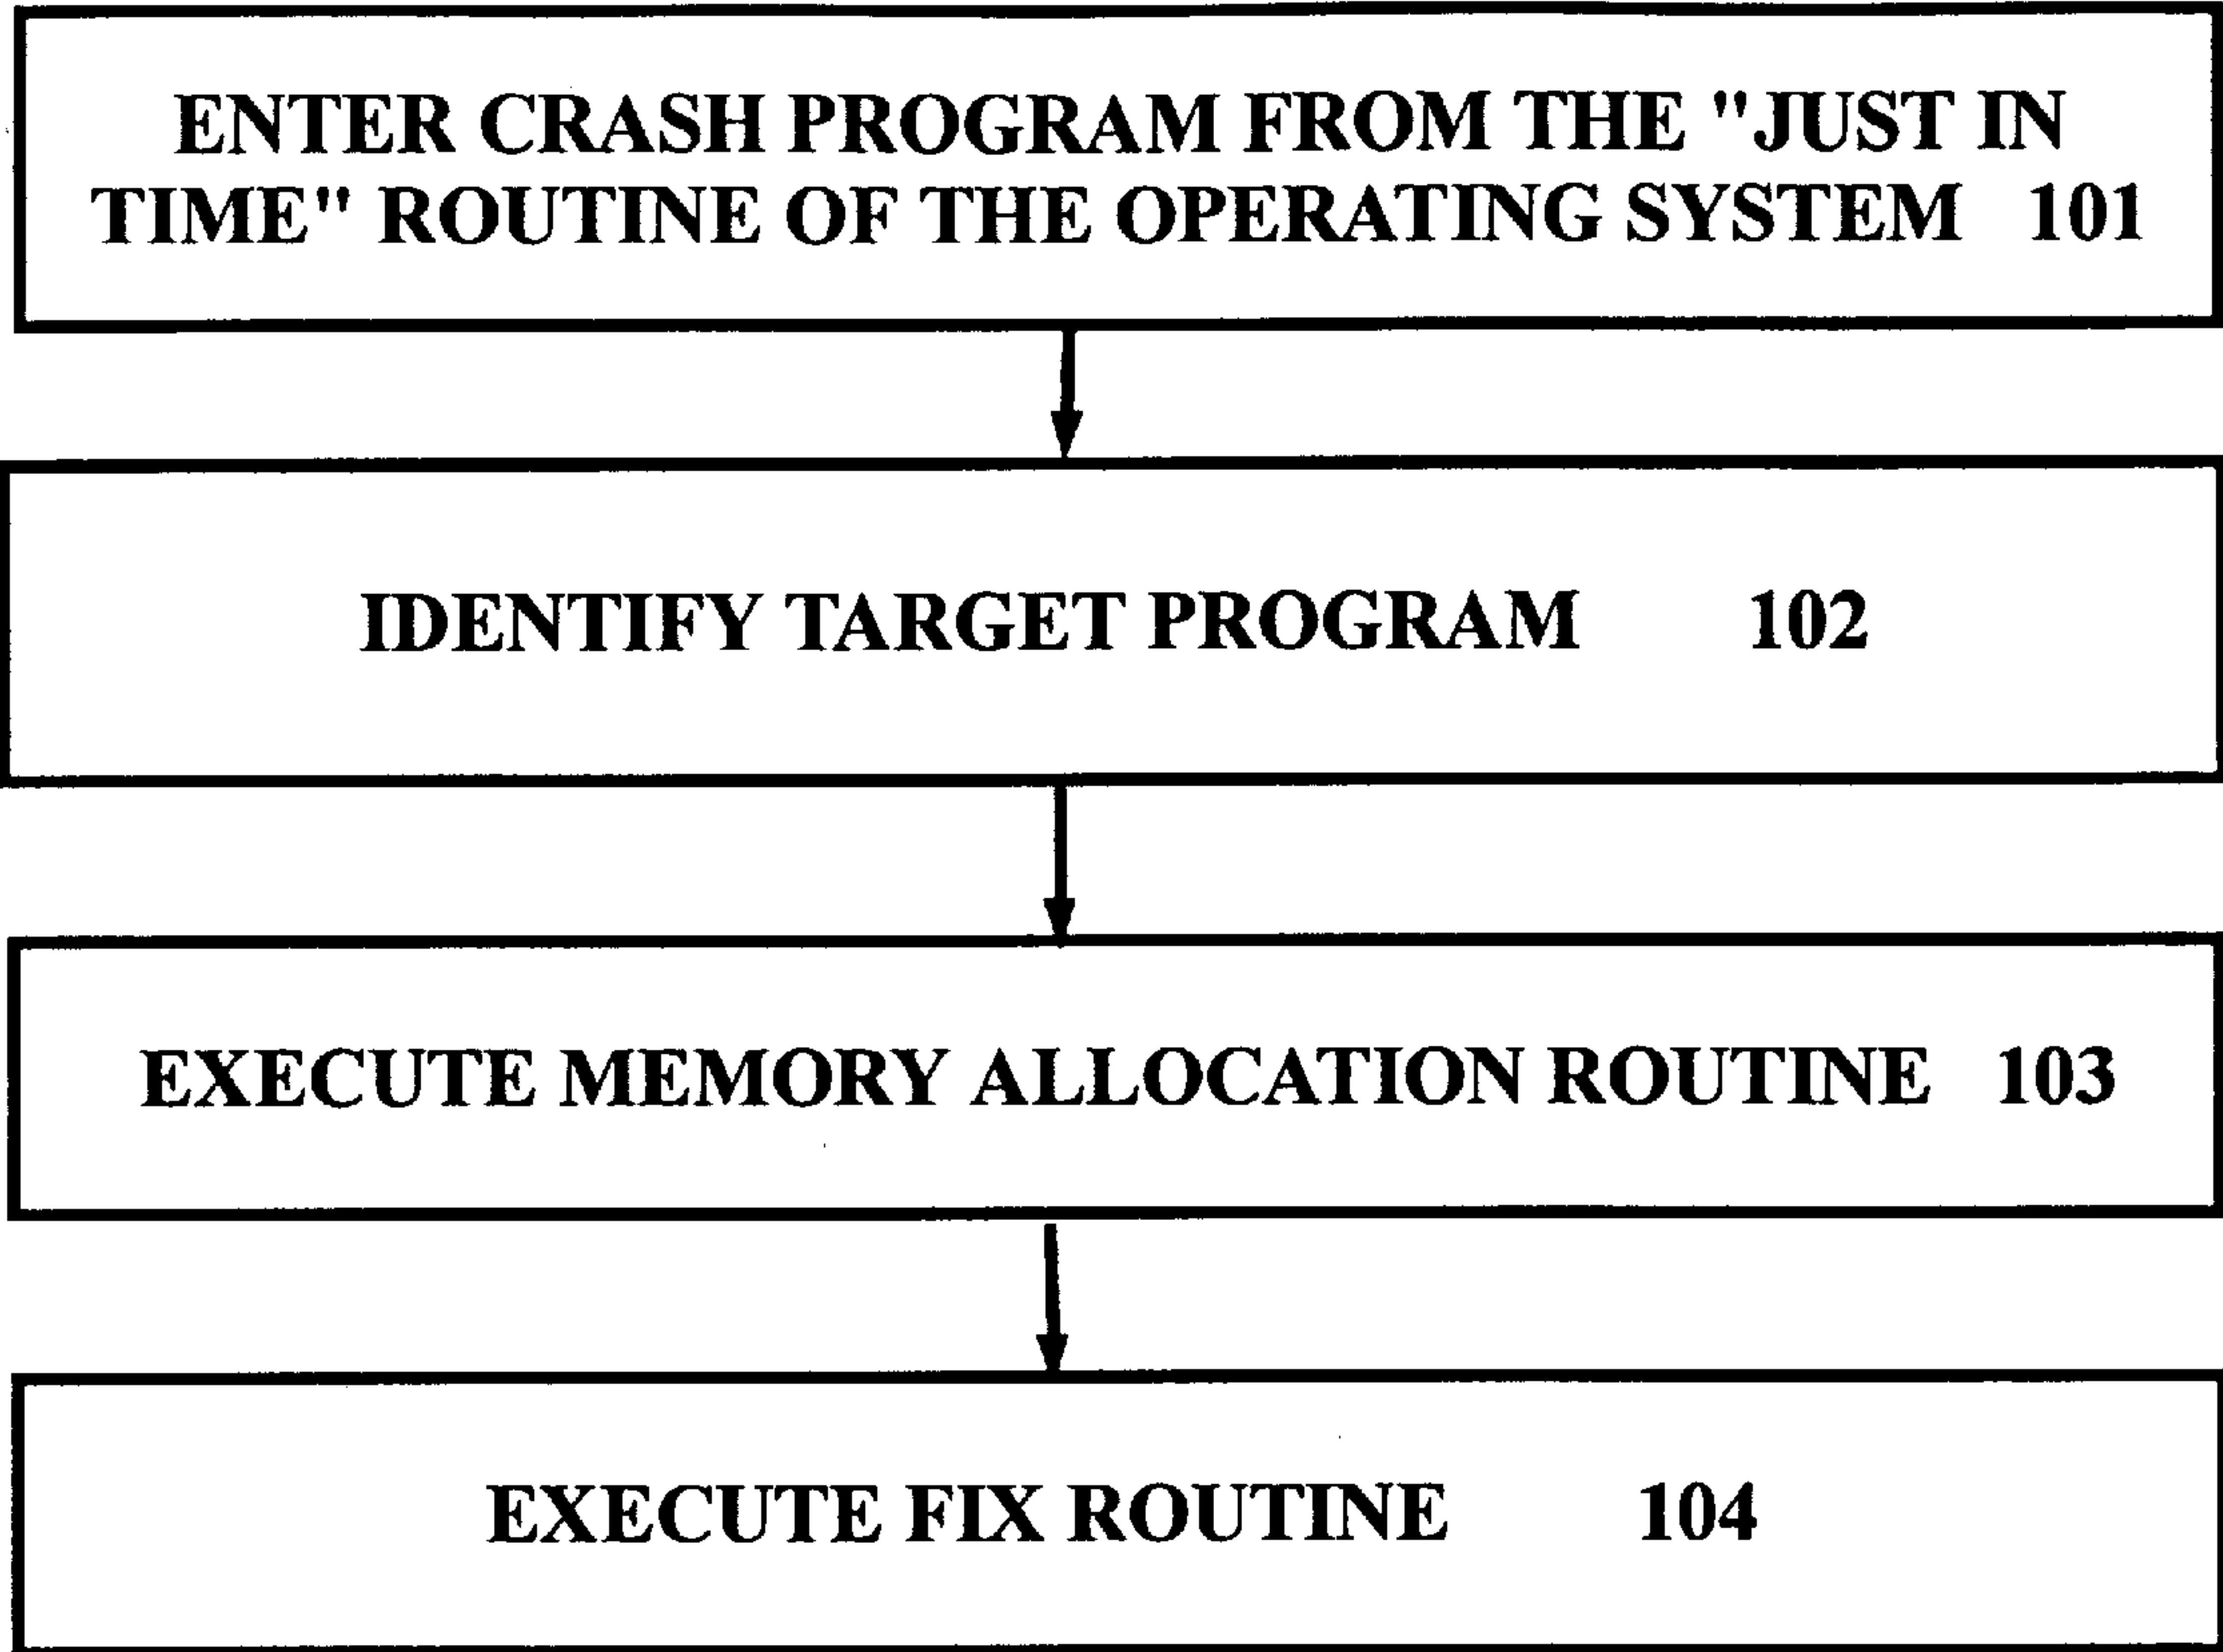 ENTER CRASH PROGRAM FROM THE "JUST IN
TIME" ROUTINE OF THE OPERATING SYSTEM 101
IDENTIFY TARGET PROGRAM 102
EXECUTE MEMORY ALLOCATION ROUTINE 103
EXECUTE FIX ROUTINE 104